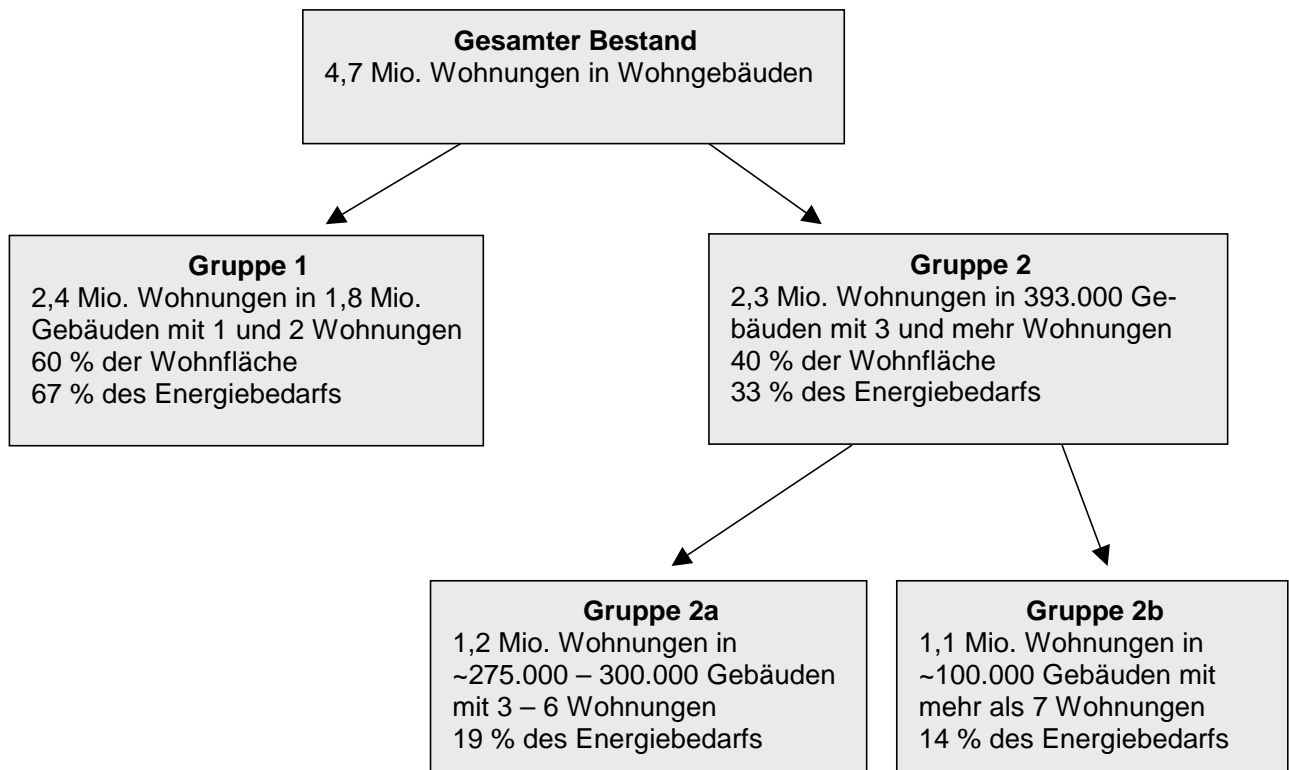 Gesamter Bestand
4,7 Mio. Wohnungen in Wohngebäuden
Gruppe 1
2,4 Mio. Wohnungen in 1,8 Mio.
Gebäuden mit 1 und 2 Wohnungen
60 % der Wohnfläche
67 % des Energiebedarfs
Gruppe 2
2,3 Mio. Wohnungen in 393.000 Ge-
bäuden mit 3 und mehr Wohnungen
40 % der Wohnfläche
33 % des Energiebedarfs
Gruppe 2a
1,2 Mio. Wohnungen in
~275.000 – 300.000 Gebäuden
mit 3 – 6 Wohnungen
19 % des Energiebedarfs
Gruppe 2b
1,1 Mio. Wohnungen in
~100.000 Gebäuden mit
mehr als 7 Wohnungen
14 % des Energiebedarfs